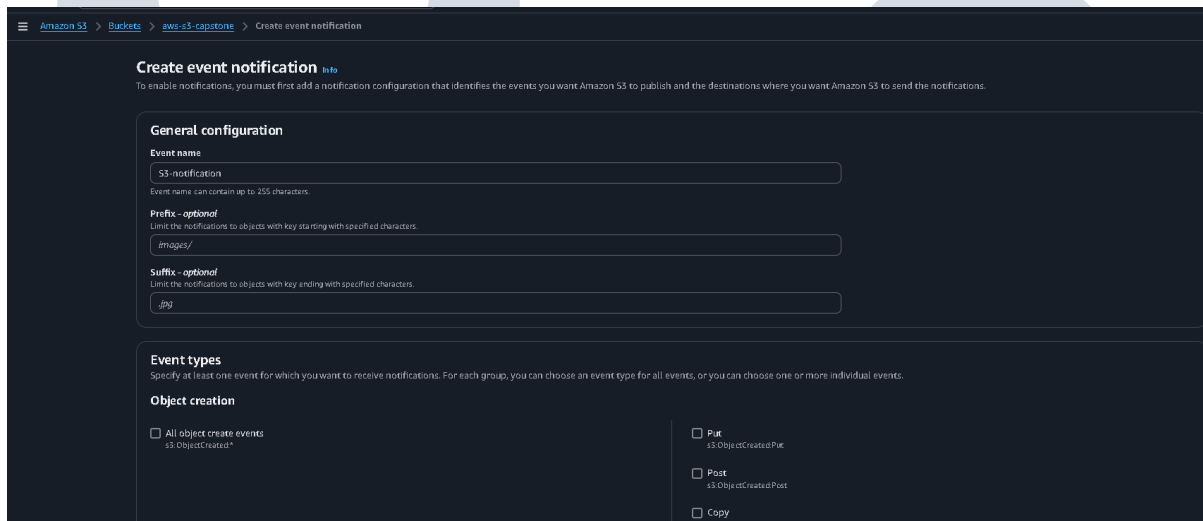 Amazon S3 > Buckets > aws-s3-capstone > Create event notification
Create event notification Info
To enable notifications, you must first add a notification configuration that identifies the events you want Amazon S3 to publish and the destinations where you want Amazon S3 to send the notifications.
General configuration
Event name
S3-notification
Event name can contain up to 255 characters.
Prefix - optional
Limit the notifications to objects with key starting with specified characters.
images/
Suffix - optional
Limit the notifications to objects with key ending with specified characters.
.jpg
Event types
Specify at least one event for which you want to receive notifications. For each group, you can choose an event type for all events, or you can choose one or more individual events.
Object creation
All object create events
s3:ObjectCreated:*
Put
s3:ObjectCreated:Put
Post
s3:ObjectCreated:Post
Copy